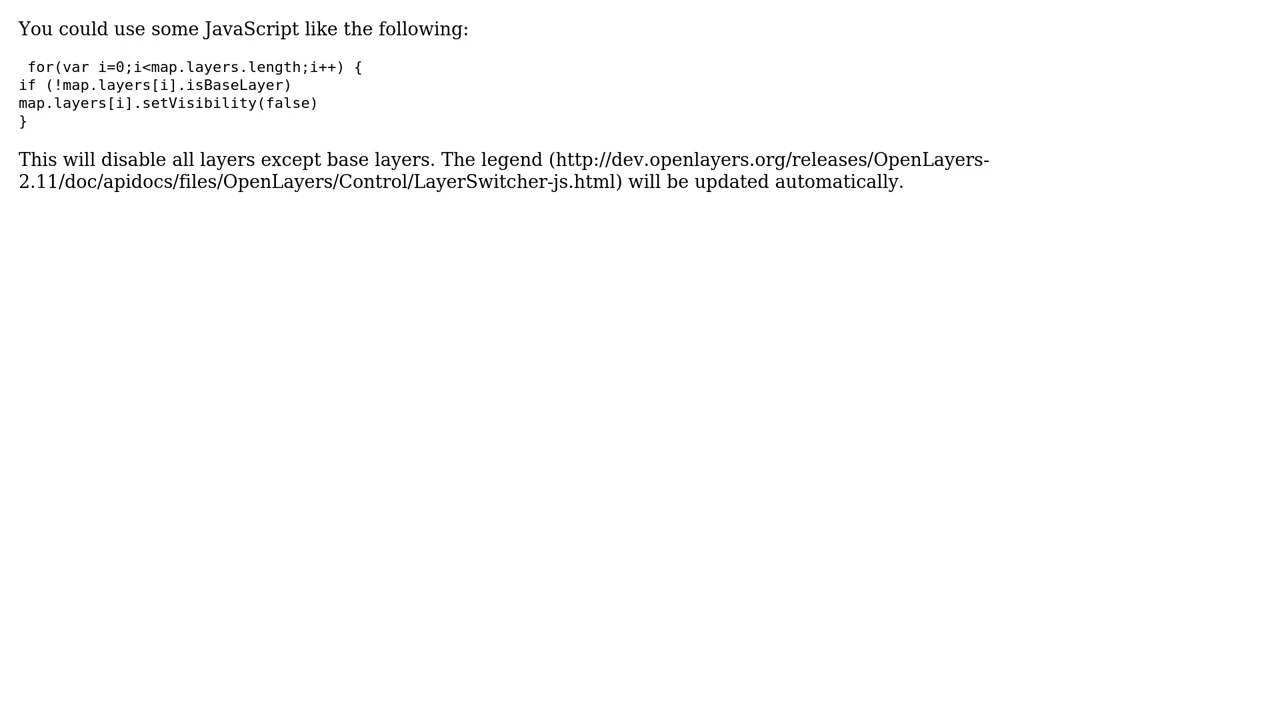 You could use some JavaScript like the following:
for(var i=0;i<map.layers.length;i++) {
if (!map.layers[i].isBaseLayer)
map.layers[i].setVisibility(false)
}
This will disable all layers except base layers. The legend (http://dev.openlayers.org/releases/OpenLayers-
2.11/doc/apidocs/files/OpenLayers/Control/LayerSwitcher-js.html) will be updated automatically.